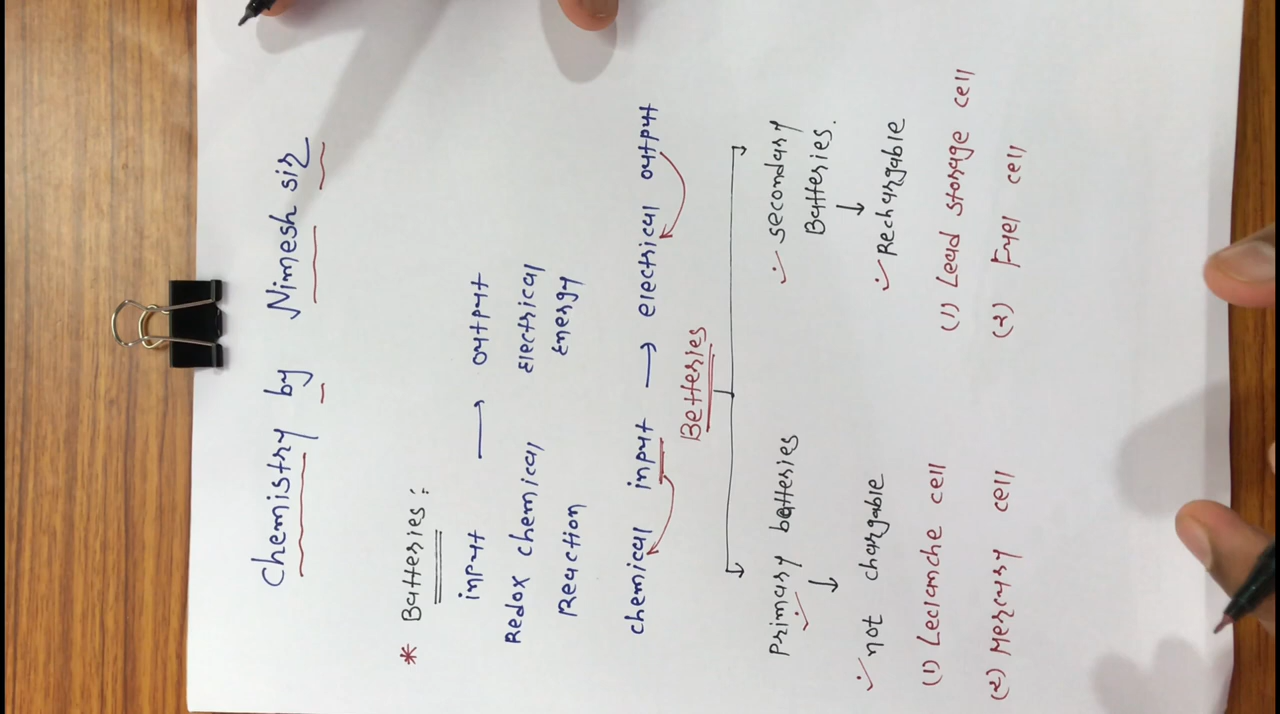 Chemistry by Nimesh sir
* Batteries :
input → output
Redox chemical Electrical
Reaction Energy
chemical input → electrical output
Betteries
Primary batteries
↓
not chargable
(1) Leclanche cell
(2) Mercury cell
secondary
Batteries.
↓
Rechargable
(1) Lead storage cell
(2) Fuel cell